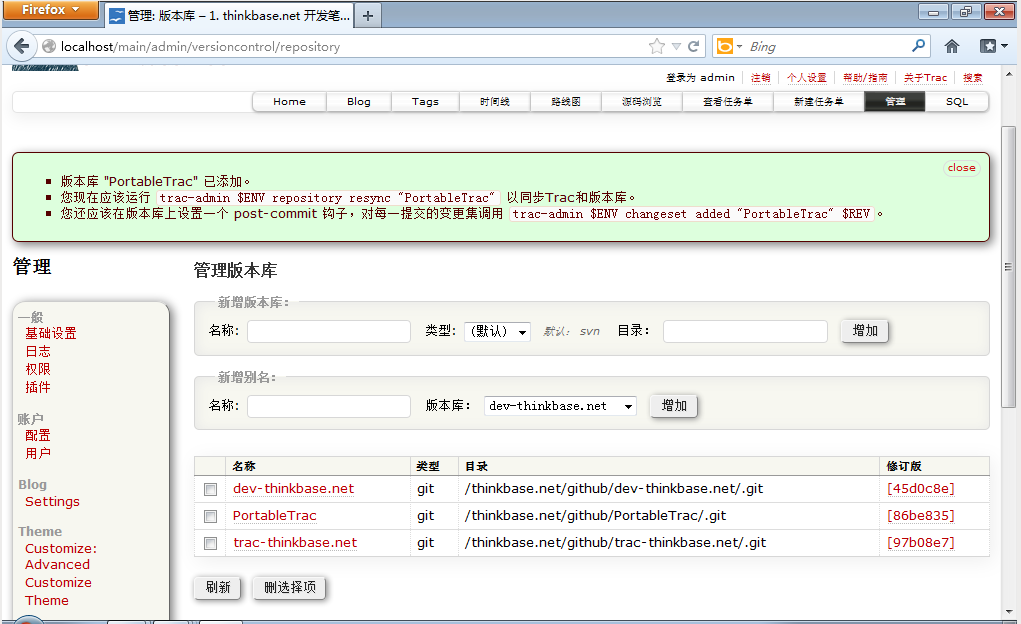 Firefox
管理: 版本库 – 1. thinkbase.net 开发笔...
localhost/main/admin/versioncontrol/repository
Bing
登录为 admin 注销 个人设置 帮助/指南 关于Trac 搜索
Home Blog Tags 时间线 路线图 源码浏览 查看任务单 新建任务单 管理 SQL
close
版本库 "PortableTrac" 已添加。
您现在应该运行 trac-admin $ENV repository resync "PortableTrac" 以同步Trac和版本库。
您还应该在版本库上设置一个 post-commit 钩子，对每一提交的变更集调用 trac-admin $ENV changeset added "PortableTrac" $REV 。
管理
一般
基础设置
日志
权限
插件
账户
配置
用户
Blog
Settings
Theme
Customize:
Advanced
Customize
Theme
管理版本库
新增版本库:
名称: 类型: (默认) 默认: svn 目录: 增加
新增别名:
名称: 版本库: dev-thinkbase.net 增加
名称 类型 目录 修订版
dev-thinkbase.net git /thinkbase.net/github/dev-thinkbase.net/.git [45d0c8e]
PortableTrac git /thinkbase.net/github/PortableTrac/.git [86be835]
trac-thinkbase.net git /thinkbase.net/github/trac-thinkbase.net/.git [97b08e7]
刷新 删选择项